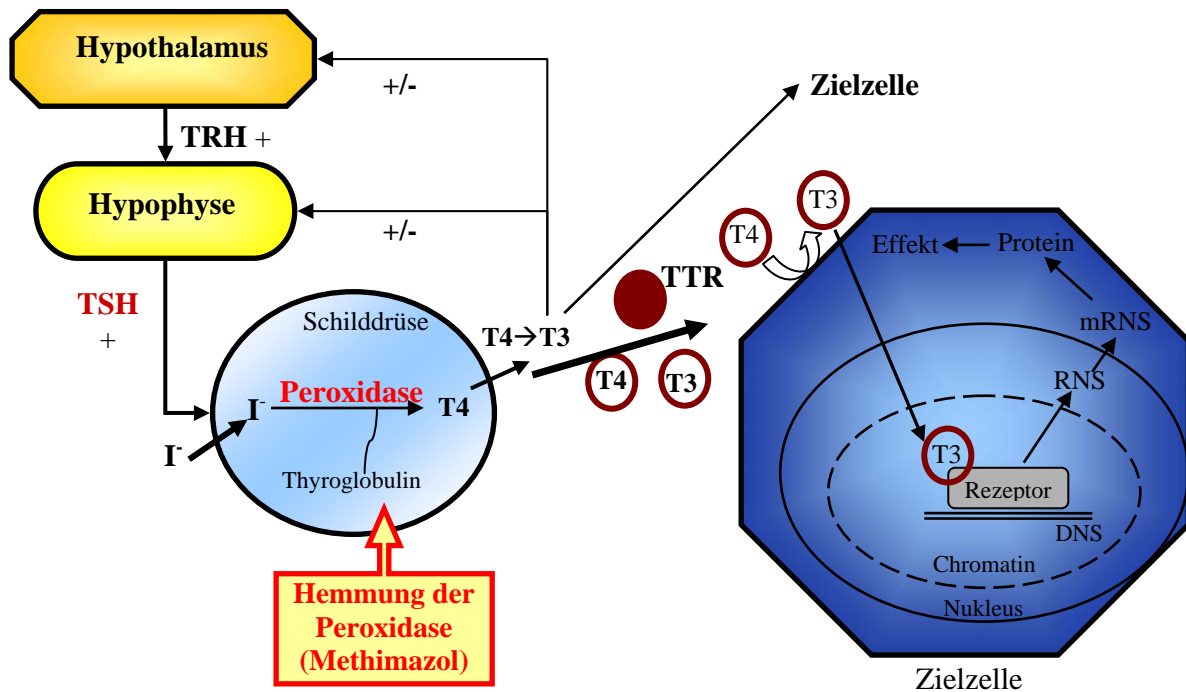 Hypothalamus
+/-
Zielzelle
TRH +
Hypophyse
+/-
TSH
+
Schilddrüse
T4→T3
I⁻
I⁻
Peroxidase
T4
Thyroglobulin
Hemmung der
Peroxidase
(Methimazol)
TTR
T4
T3
T4
T3
Effekt
Protein
mRNS
RNS
T3
Rezeptor
DNS
Chromatin
Nukleus
Zielzelle